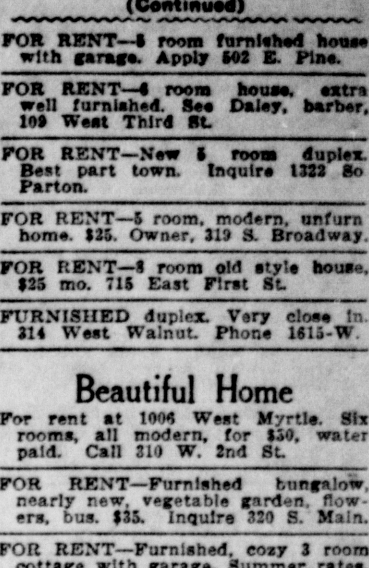 (Continued)
FOR RENT—5 room furnished house
with garage. Apply 502 E. Pine.
FOR RENT—6 room house, extra
well furnished. See Daley, barber,
109 West Third St.
FOR RENT—New 5 room duplex.
Best part town. Inquire 1322 So
Parton.
FOR RENT—5 room, modern, unfurn
home. $25. Owner, 319 S. Broadway.
FOR RENT—8 room old style house,
$25 mo. 715 East First St.
FURNISHED duplex. Very close in.
314 West Walnut. Phone 1615-W.
Beautiful Home
For rent at 1006 West Myrtle. Six
rooms, all modern, for $30, water
paid. Call 310 W. 2nd St.
FOR RENT—Furnished bungalow,
nearly new, vegetable garden, flow-
ers, bus. $35. Inquire 320 S. Main.
FOR RENT—Furnished, cozy 3 room
cottage with garage. Summer rates.